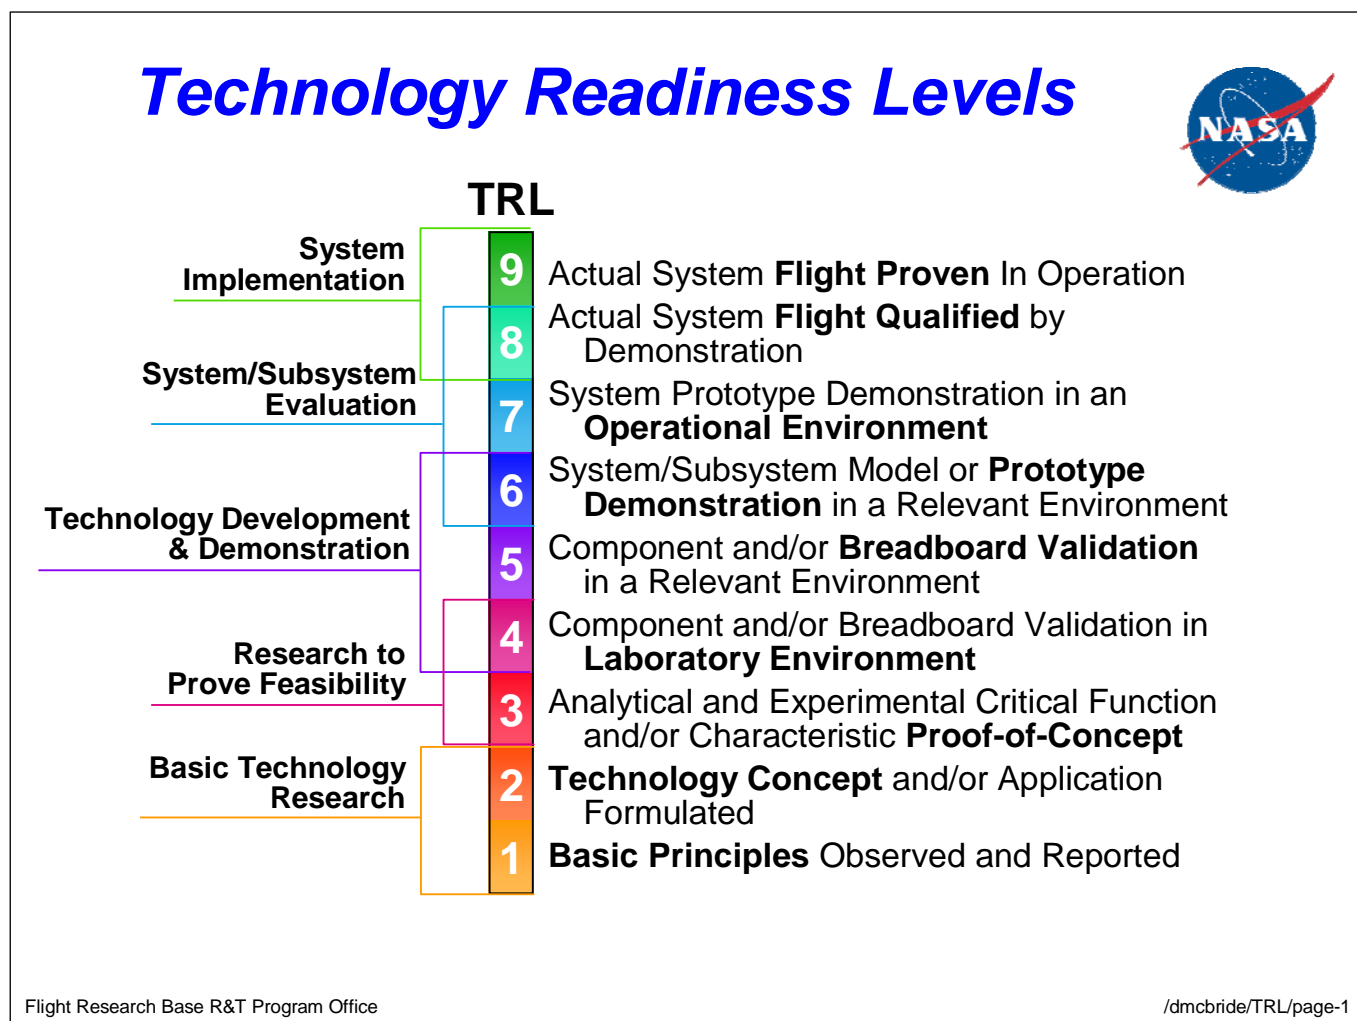 Technology Readiness Levels
NASA
TRL
System
Implementation
System/Subsystem
Evaluation
Technology Development
& Demonstration
Research to
Prove Feasibility
Basic Technology
Research
9
Actual System Flight Proven In Operation
8
Actual System Flight Qualified by
Demonstration
7
System Prototype Demonstration in an
Operational Environment
6
System/Subsystem Model or Prototype
Demonstration in a Relevant Environment
5
Component and/or Breadboard Validation
in a Relevant Environment
4
Component and/or Breadboard Validation in
Laboratory Environment
3
Analytical and Experimental Critical Function
and/or Characteristic Proof-of-Concept
2
Technology Concept and/or Application
Formulated
1
Basic Principles Observed and Reported
Flight Research Base R&T Program Office
/dmcbride/TRL/page-1